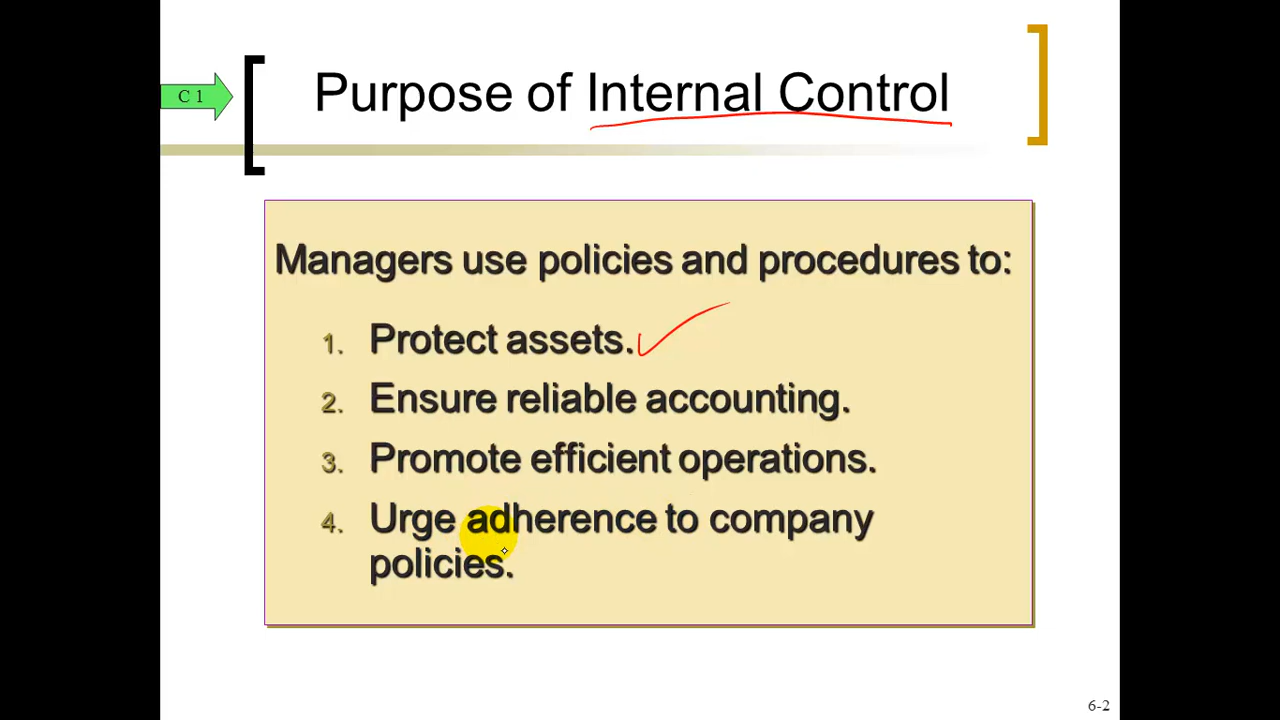 C 1
Purpose of Internal Control
Managers use policies and procedures to:
1. Protect assets.
2. Ensure reliable accounting.
3. Promote efficient operations.
4. Urge adherence to company
policies.
6-2